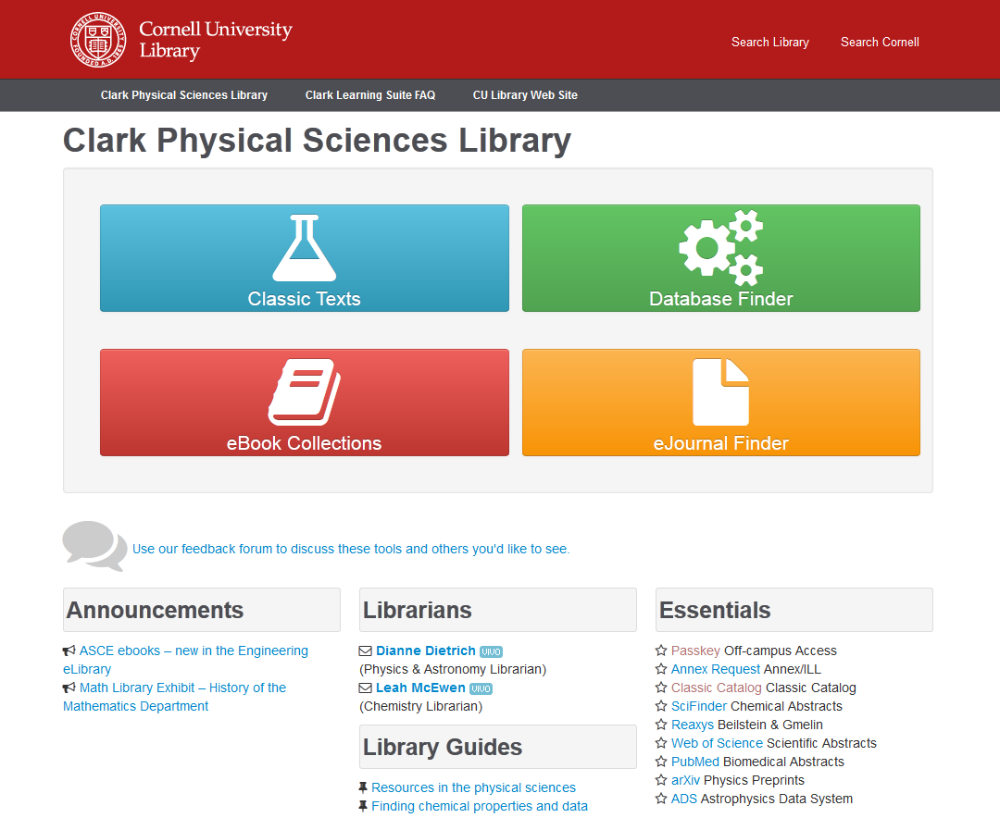 CORNELL UNIVERSITY
FOUNDED A.D. 1865
Cornell University
Library
Search Library
Search Cornell
Clark Physical Sciences Library
Clark Learning Suite FAQ
CU Library Web Site
Clark Physical Sciences Library
Classic Texts
Database Finder
eBook Collections
eJournal Finder
Use our feedback forum to discuss these tools and others you'd like to see.
Announcements
ASCE ebooks – new in the Engineering
eLibrary
Math Library Exhibit – History of the
Mathematics Department
Librarians
Dianne Dietrich VIVO
(Physics & Astronomy Librarian)
Leah McEwen VIVO
(Chemistry Librarian)
Library Guides
Resources in the physical sciences
Finding chemical properties and data
Essentials
Passkey Off-campus Access
Annex Request Annex/ILL
Classic Catalog Classic Catalog
SciFinder Chemical Abstracts
Reaxys Beilstein & Gmelin
Web of Science Scientific Abstracts
PubMed Biomedical Abstracts
arXiv Physics Preprints
ADS Astrophysics Data System